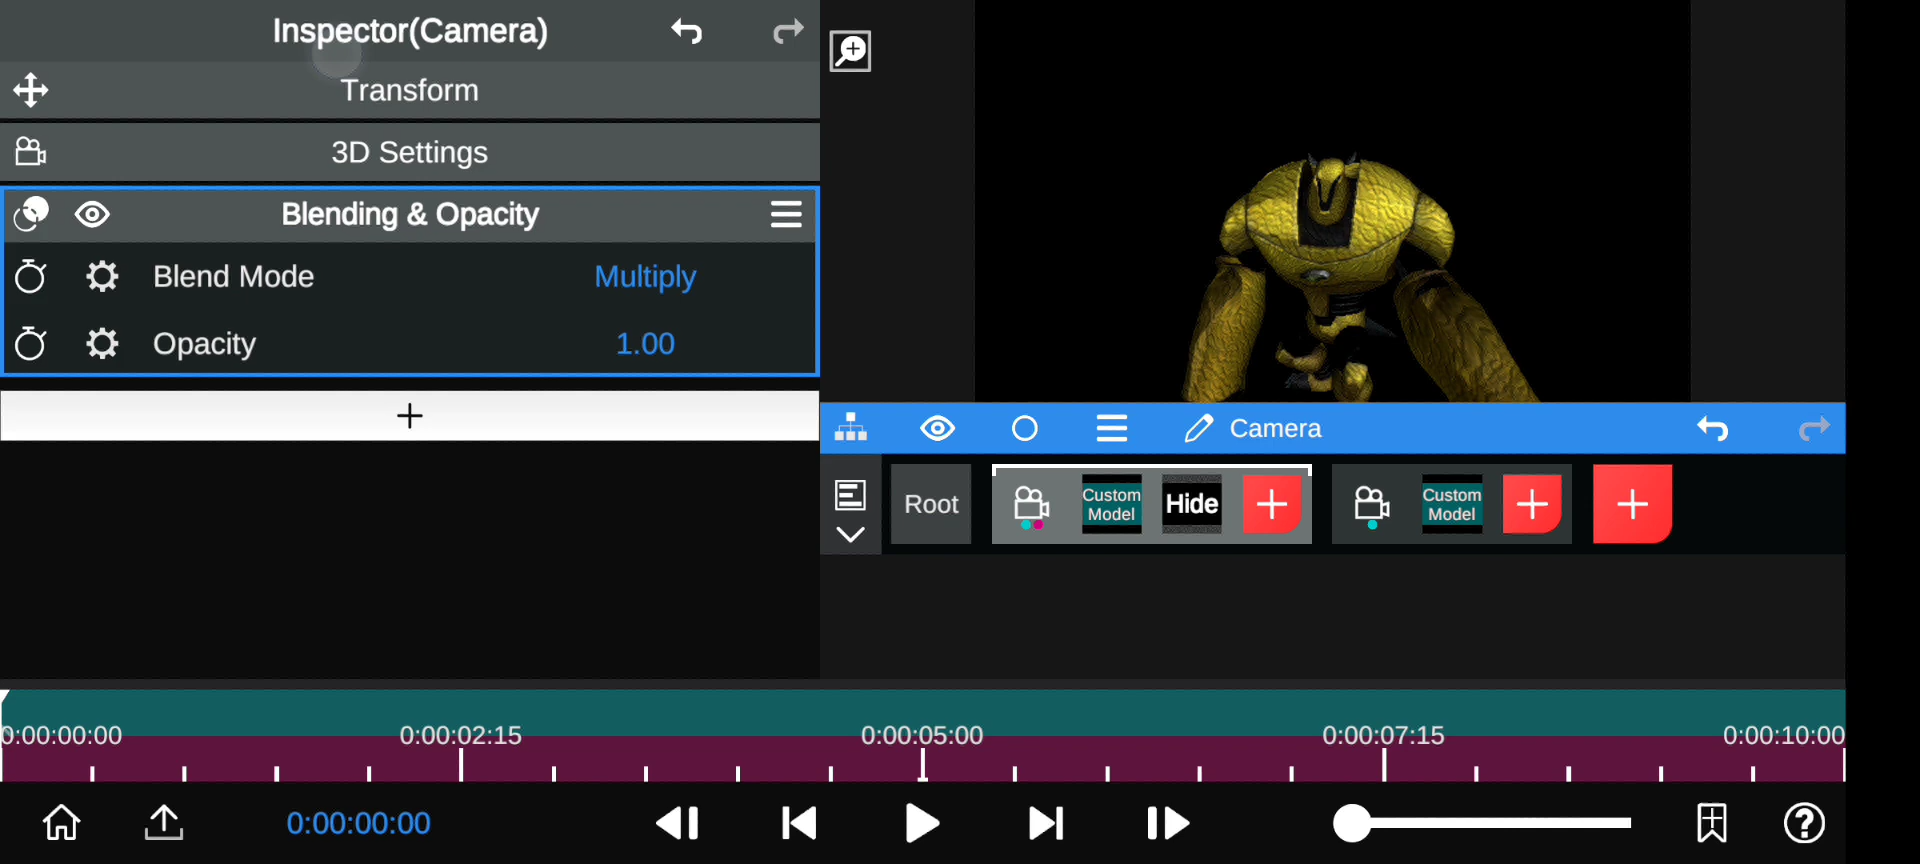 Inspector(Camera)
Transform
3D Settings
Blending & Opacity
Blend Mode Multiply
Opacity 1.00
+
Camera
Root
Custom
Model
Hide
Custom
Model
0:00:00:00 0:00:02:15 0:00:05:00 0:00:07:15 0:00:10:00
0:00:00:00